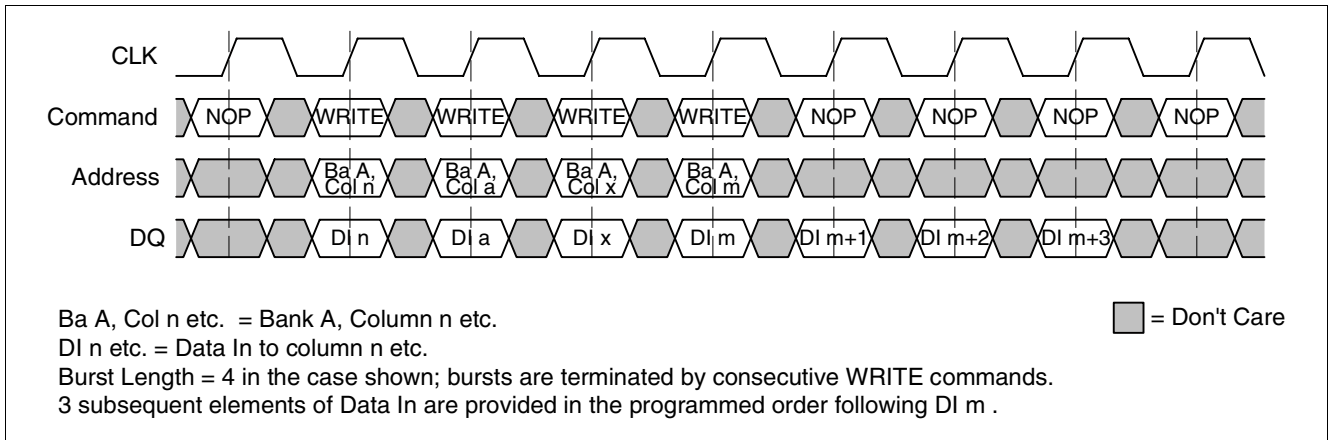 CLK
Command NOP WRITE WRITE WRITE WRITE NOP NOP NOP NOP
Address Ba A, Col n Ba A, Col a Ba A, Col x Ba A, Col m
DQ DI n DI a DI x DI m DI m+1 DI m+2 DI m+3
Ba A, Col n etc. = Bank A, Column n etc.
= Don't Care
DI n etc. = Data In to column n etc.
Burst Length = 4 in the case shown; bursts are terminated by consecutive WRITE commands.
3 subsequent elements of Data In are provided in the programmed order following DI m .